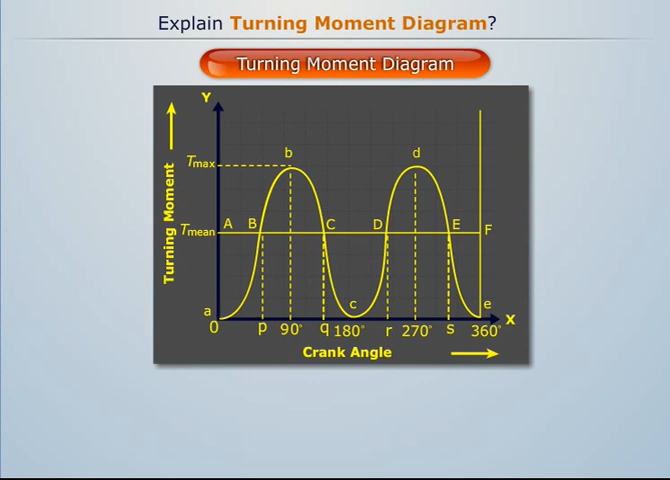 Explain Turning Moment Diagram?
Turning Moment Diagram
Y
b
d
Tmax
A B C D E F
Tmean
Turning Moment
a
c
e
0 p 90° q 180° r 270° s 360° X
Crank Angle